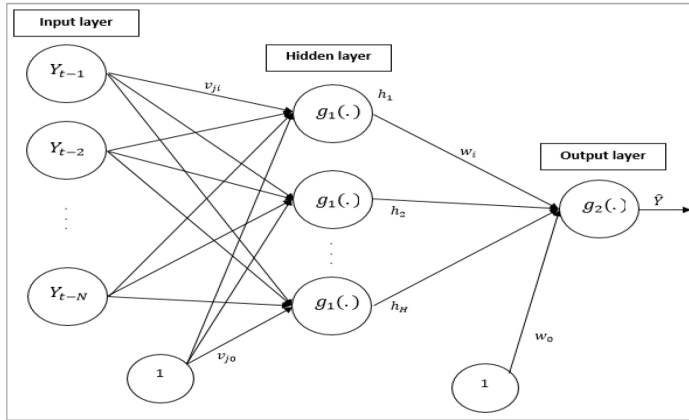 Input layer
Hidden layer
Output layer
Y_{t-1}
Y_{t-2}
. . .
Y_{t-N}
1
v_{ji}
v_{j0}
g_1(.)
g_1(.)
. . . .
g_1(.)
h_1
h_2
h_H
w_i
w_0
1
g_2(.)
Ŷ